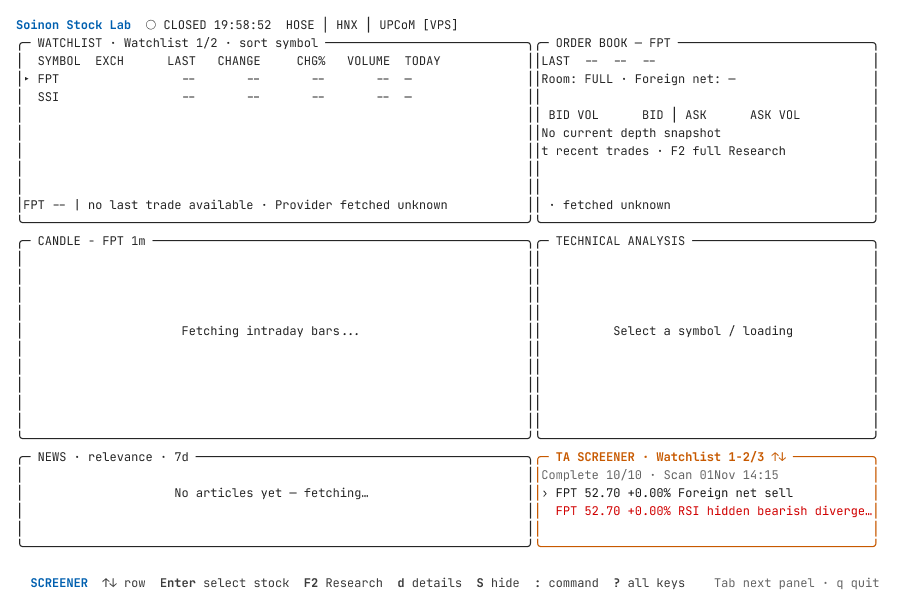 Soinon Stock Lab ○ CLOSED 19:58:52 HOSE │ HNX │ UPCoM [VPS]
WATCHLIST · Watchlist 1/2 · sort symbol
SYMBOL EXCH LAST CHANGE CHG% VOLUME TODAY
▸ FPT -- -- -- -- —
SSI -- -- -- -- —
FPT -- | no last trade available · Provider fetched unknown
ORDER BOOK — FPT
LAST -- -- --
Room: FULL · Foreign net: —
BID VOL BID │ ASK ASK VOL
No current depth snapshot
t recent trades · F2 full Research
· fetched unknown
CANDLE - FPT 1m
Fetching intraday bars...
TECHNICAL ANALYSIS
Select a symbol / loading
NEWS · relevance · 7d
No articles yet — fetching…
TA SCREENER · Watchlist 1-2/3 ↑↓
Complete 10/10 · Scan 01Nov 14:15
› FPT 52.70 +0.00% Foreign net sell
FPT 52.70 +0.00% RSI hidden bearish diverge…
SCREENER ↑↓ row Enter select stock F2 Research d details S hide : command ? all keys Tab next panel · q quit